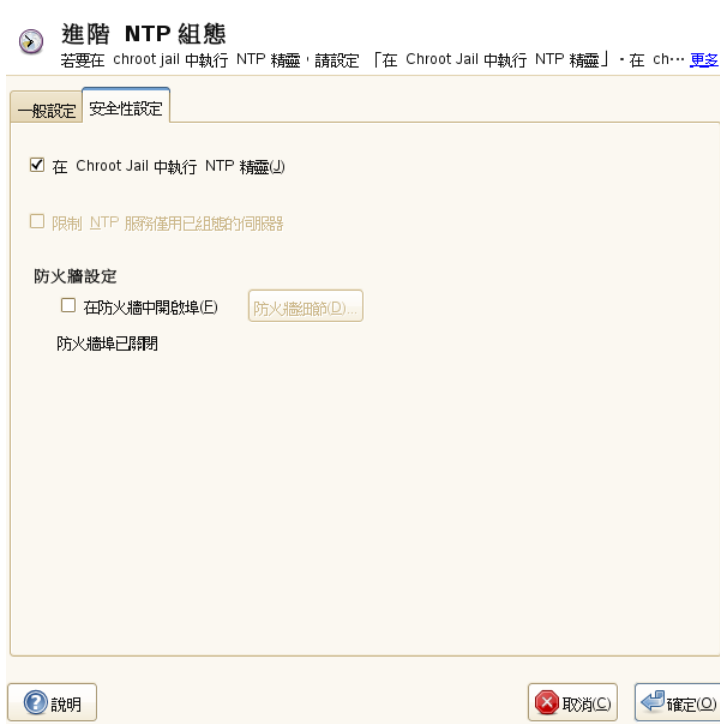 進階 NTP 組態
若要在 chroot jail 中執行 NTP 精靈，請設定 「在 Chroot Jail 中執行 NTP 精靈」。在 ch… 更多
一般設定 安全性設定
在 Chroot Jail 中執行 NTP 精靈(J)
限制 NTP 服務僅用已組態的伺服器
防火牆設定
在防火牆中開啟埠(F) 防火牆細節(D)...
防火牆埠已關閉
說明 取消(C) 確定(O)